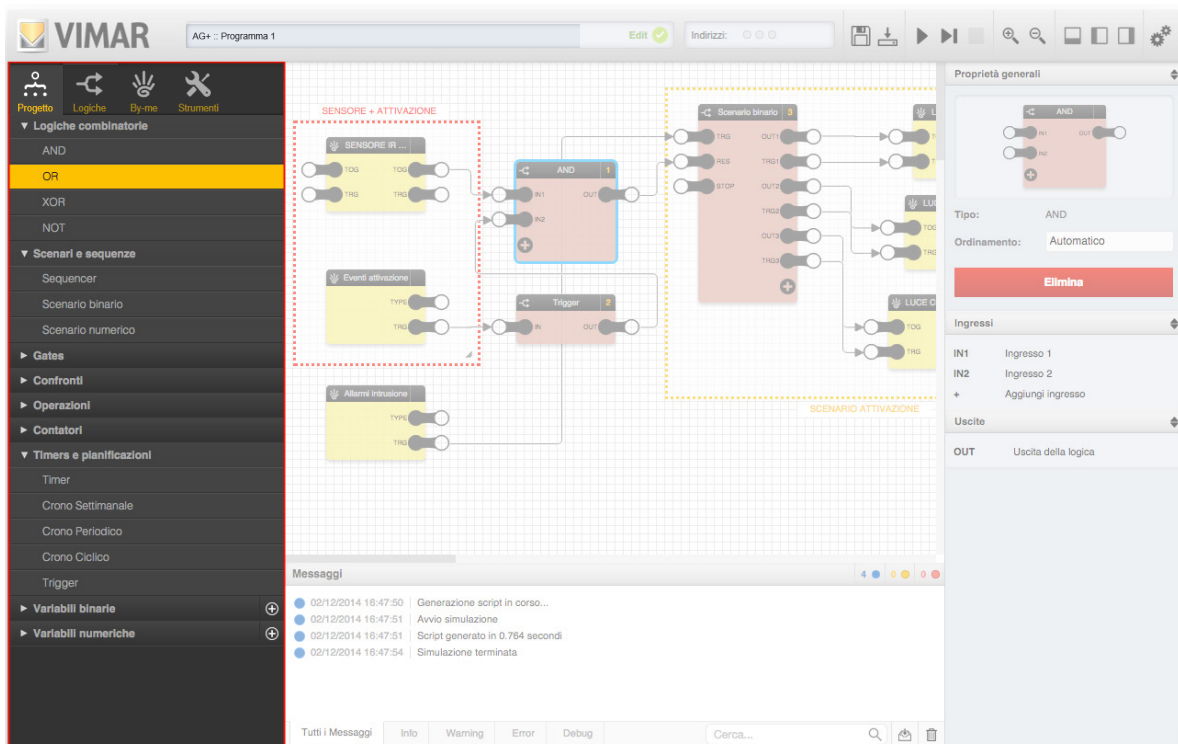 VIMAR
AG+ :: Programma 1
Edit
Indirizzi:
Progetto
Logiche
By-me
Strumenti
Logiche combinatorie
AND
OR
XOR
NOT
Scenari e sequenze
Sequencer
Scenario binario
Scenario numerico
Gates
Confronti
Operazioni
Contatori
Timers e pianificazioni
Timer
Crono Settimanale
Crono Periodico
Crono Ciclico
Trigger
Variabili binarie
Variabili numeriche
SENSORE + ATTIVAZIONE
SENSORE IR ...
TOG TOG
TRG TRG
AND 1
IN1 OUT
IN2
Eventi attivazione
TYPE
TRG
Trigger 2
IN OUT
Allarmi intrusione
TYPE
TRG
Scenario binario 3
TRG OUT1
RES TRG1
STOP OUT2
TRG2
OUT3
TRG3
LUC
TOG
TRG
LUCE C
TOG
TRG
SCENARIO ATTIVAZIONE
Messaggi
4 0 0
02/12/2014 16:47:50 Generazione script in corso...
02/12/2014 16:47:51 Avvio simulazione
02/12/2014 16:47:51 Script generato in 0.764 secondi
02/12/2014 16:47:54 Simulazione terminata
Tutti i Messaggi
Info
Warning
Error
Debug
Cerca...
Proprietà generali
AND
IN1 OUT
IN2
Tipo: AND
Ordinamento: Automatico
Elimina
Ingressi
IN1 Ingresso 1
IN2 Ingresso 2
+ Aggiungi ingresso
Uscite
OUT Uscita della logica